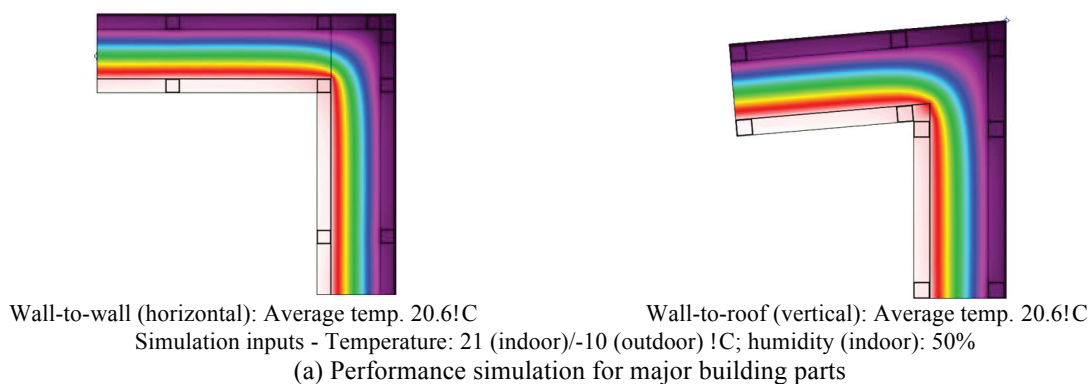 Wall-to-wall (horizontal): Average temp. 20.6!C
Wall-to-roof (vertical): Average temp. 20.6!C
Simulation inputs - Temperature: 21 (indoor)/-10 (outdoor) !C; humidity (indoor): 50%
(a) Performance simulation for major building parts